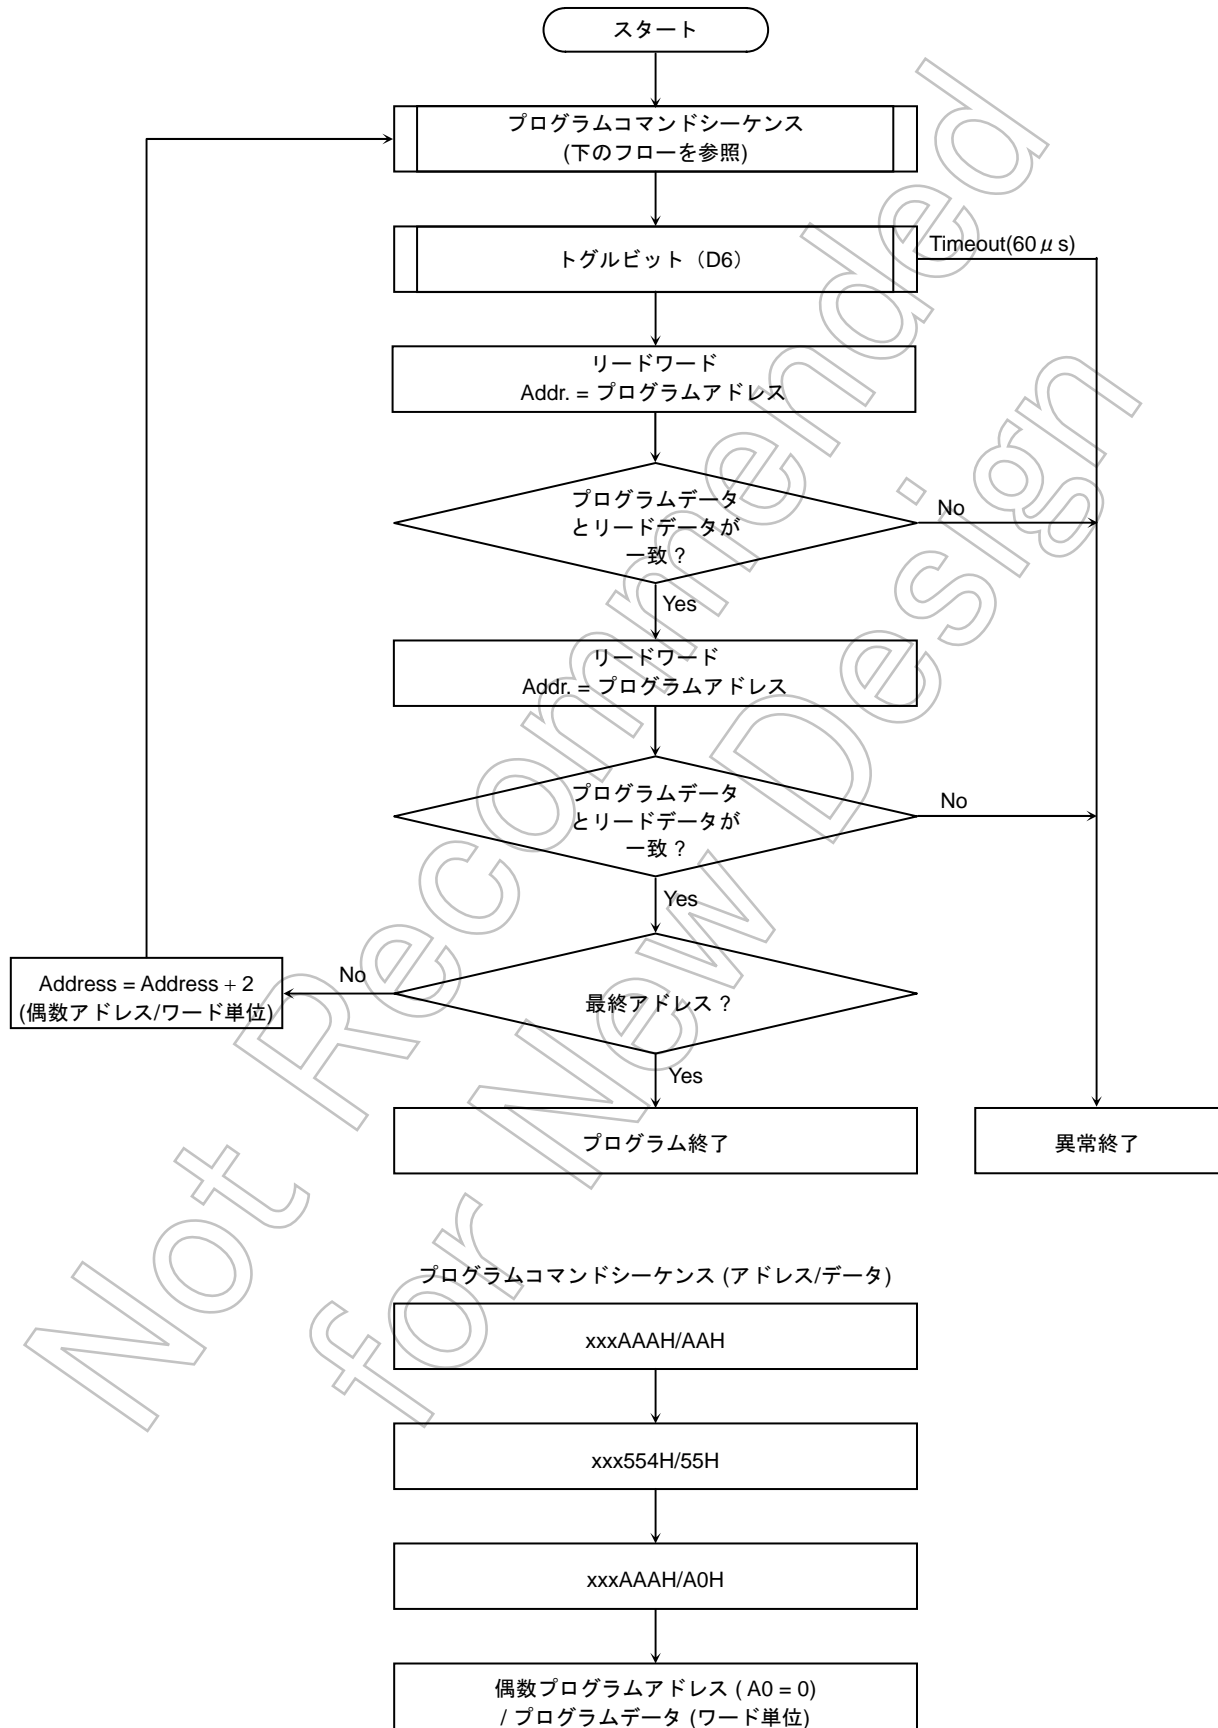 スタート
プログラムコマンドシーケンス
(下のフローを参照)
トグルビット（D6）
Timeout(60μs)
リードワード
Addr. = プログラムアドレス
プログラムデータ
とリードデータが
一致 ?
No
Yes
リードワード
Addr. = プログラムアドレス
プログラムデータ
とリードデータが
一致 ?
No
Yes
Address = Address + 2
(偶数アドレス/ワード単位)
No
最終アドレス ?
Yes
プログラム終了
異常終了
プログラムコマンドシーケンス (アドレス/データ)
xxxAAAH/AAH
xxx554H/55H
xxxAAAH/A0H
偶数プログラムアドレス ( A0 = 0)
/ プログラムデータ (ワード単位)
Not Recommended
for New Design